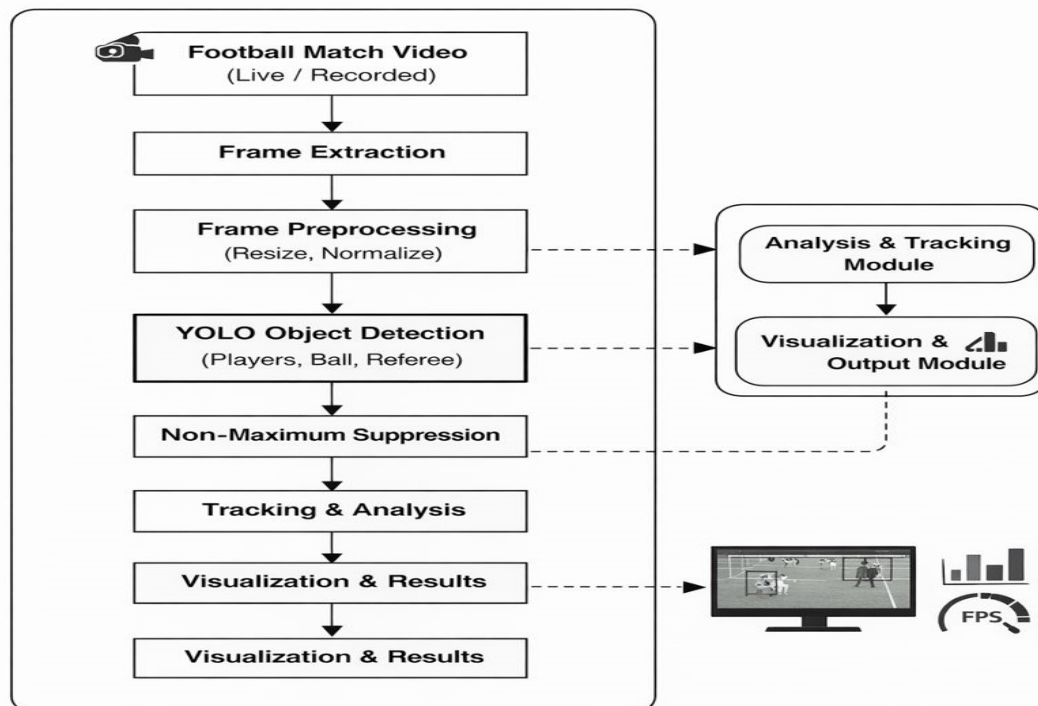 Football Match Video
(Live / Recorded)
Frame Extraction
Frame Preprocessing
(Resize, Normalize)
YOLO Object Detection
(Players, Ball, Referee)
Non-Maximum Suppression
Tracking & Analysis
Visualization & Results
Visualization & Results
Analysis & Tracking
Module
Visualization &
Output Module
FPS